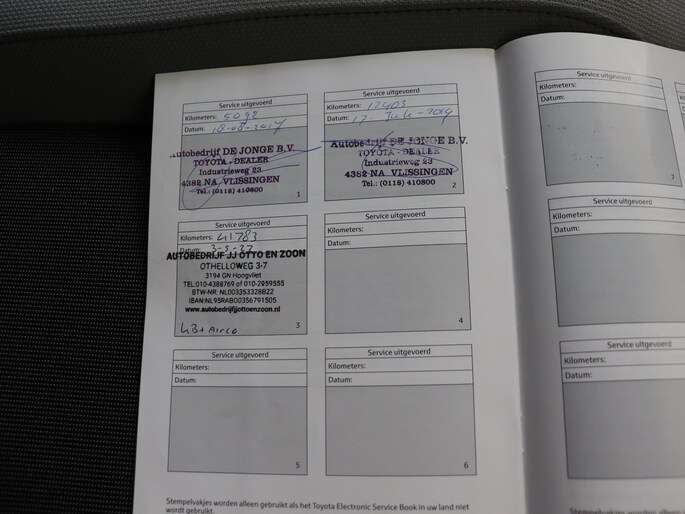 Service uitgevoerd
Kilometers: 5092
Datum: 18-08-2017
Autobedrijf DE JONGE B.V.
TOYOTA - DEALER
Industrieweg 23
4382 NA VLISSINGEN
Tel.: (0118) 410800
1
Service uitgevoerd
Kilometers: 12403
Datum: 17 Juli-2019
Autobedrijf DE JONGE B.V.
TOYOTA - DEALER
Industrieweg 23
4382 NA VLISSINGEN
Tel.: (0118) 410800
2
Service uitgevoerd
Kilometers: 41783
Datum: 3-5-
AUTOBEDRIJF JJ OTTO EN ZOON
OTHELLOWEG 3-7
3194 GN Hoogvliet
TEL:010-4388769 of 010-2959555
BTW-NR: NL003353328B22
IBAN:NL95RAB00356791505
www.autobedrijfjjottoenzoon.nl
LB+ Airco
3
Service uitgevoerd
Kilometers:
Datum:
4
Service uitgevoerd
Kilometers:
Datum:
5
Service uitgevoerd
Kilometers:
Datum:
6
Stempelvakjes worden alleen gebruikt als het Toyota Electronic Service Book in uw land niet
wordt gebruikt.
Service uitgevoerd
Kilometers:
Datum:
7
Service uitgevoerd
Kilometers:
Datum:
Service uitgevoerd
Kilometers:
Datum:
Stempelvakjes worden alleen